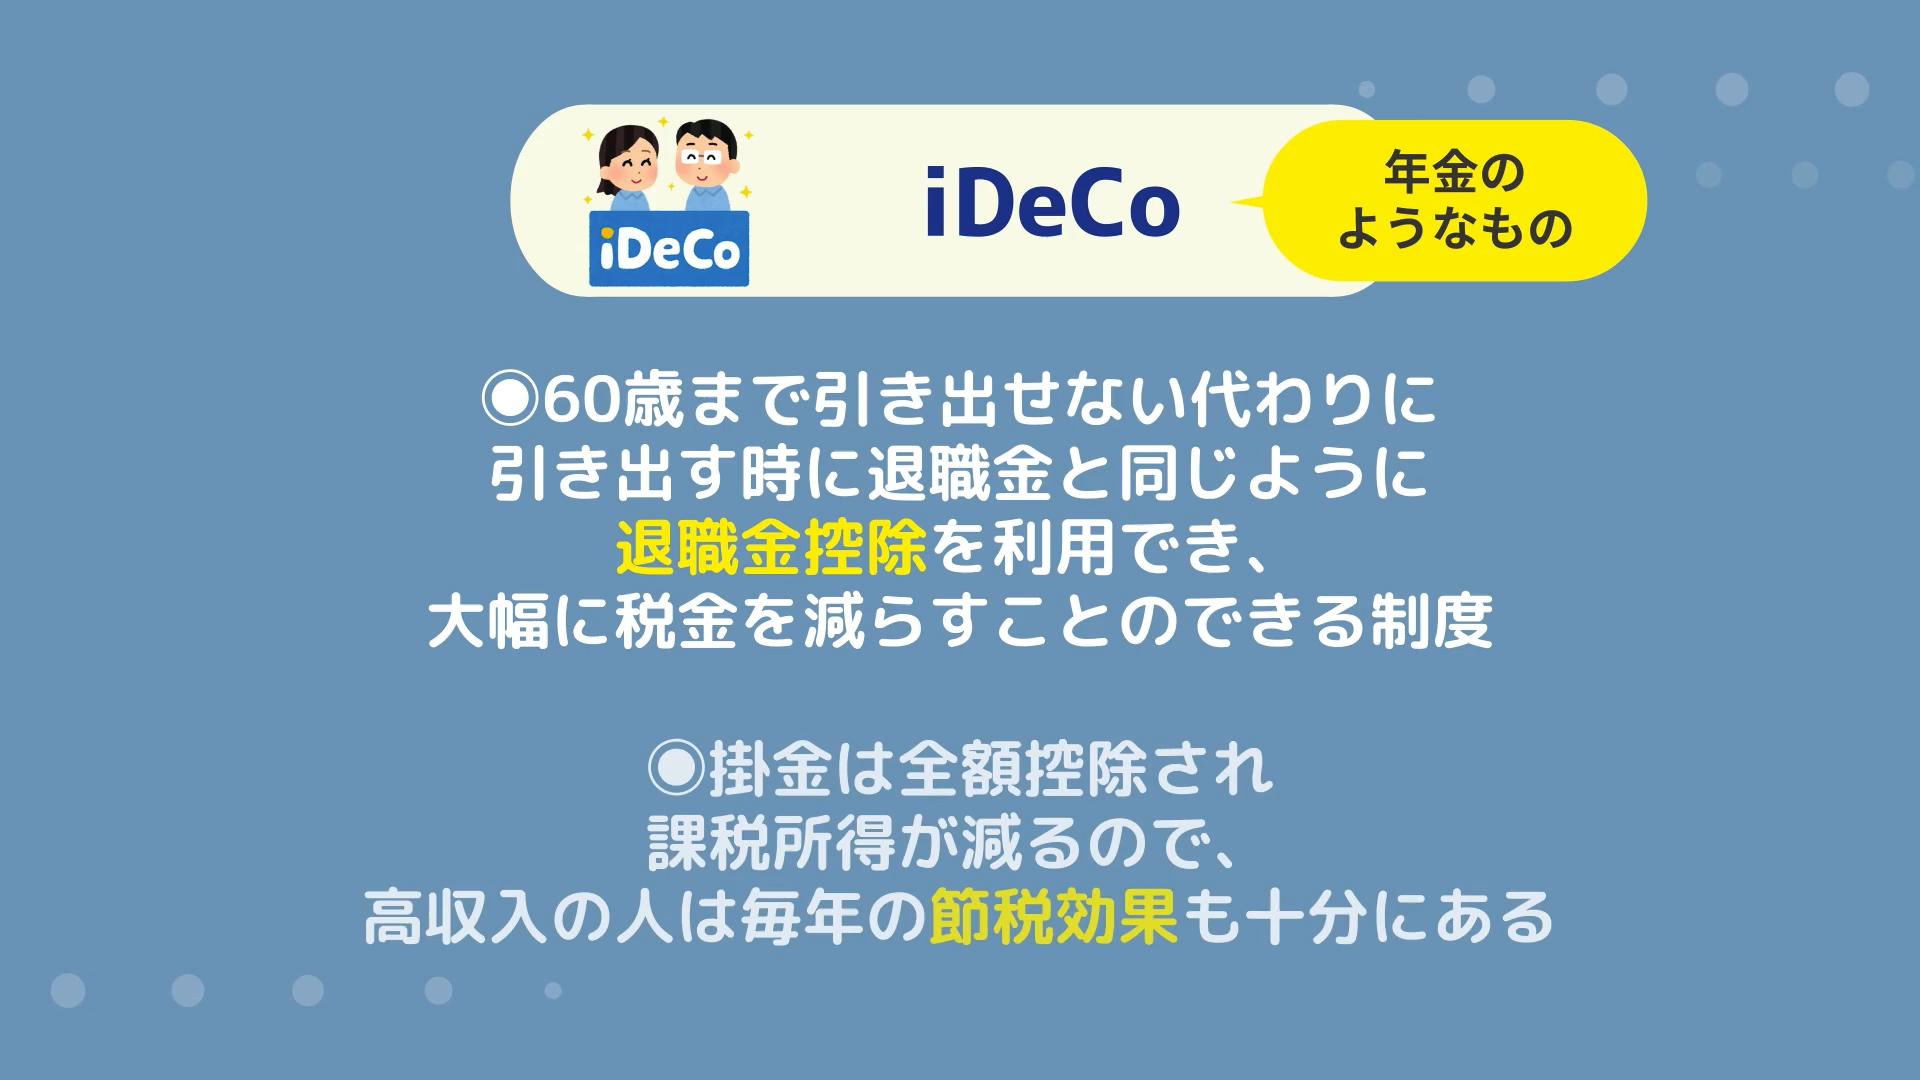 iDeCo
iDeCo
年金の
ようなもの
◉60歳まで引き出せない代わりに
引き出す時に退職金と同じように
退職金控除を利用でき、
大幅に税金を減らすことのできる制度
◉掛金は全額控除され
課税所得が減るので、
高収入の人は毎年の節税効果も十分にある